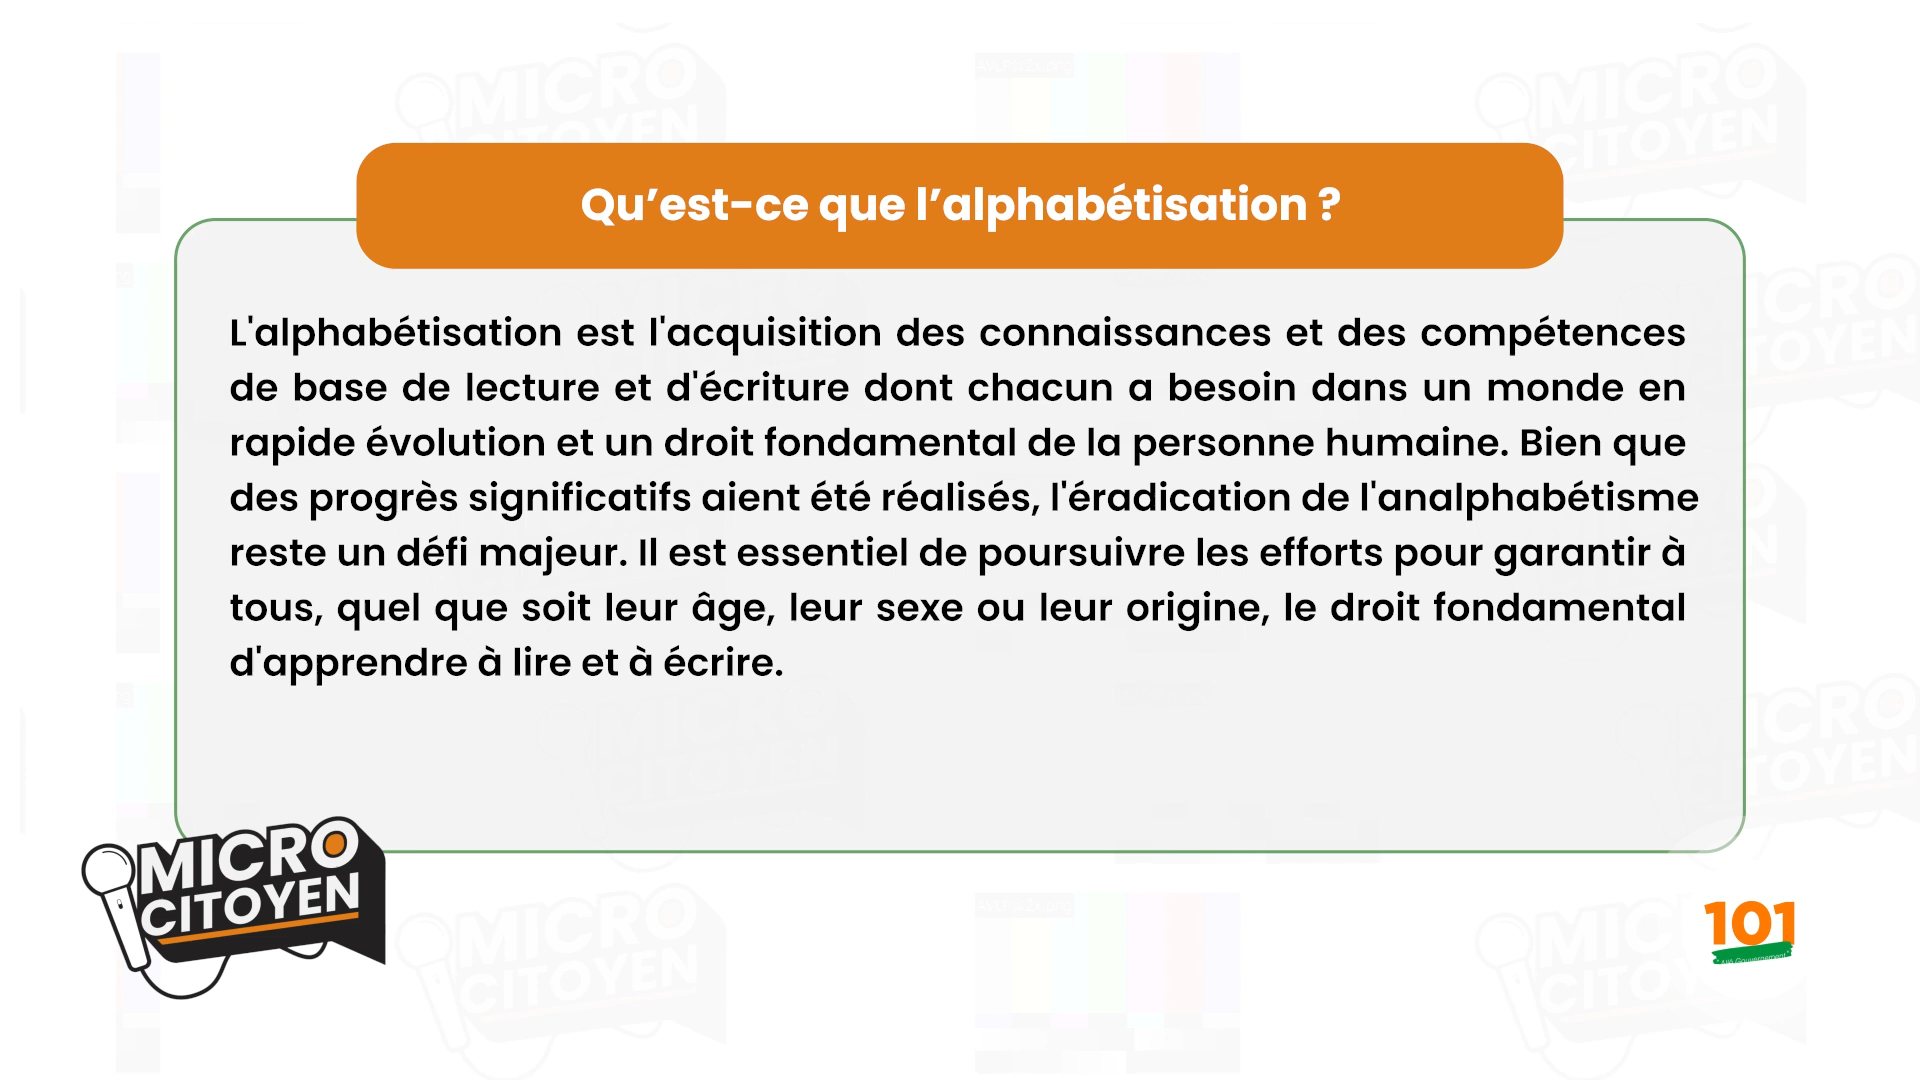 Qu’est-ce que l’alphabétisation ?
L'alphabétisation est l'acquisition des connaissances et des compétences
de base de lecture et d'écriture dont chacun a besoin dans un monde en
rapide évolution et un droit fondamental de la personne humaine. Bien que
des progrès significatifs aient été réalisés, l'éradication de l'analphabétisme
reste un défi majeur. Il est essentiel de poursuivre les efforts pour garantir à
tous, quel que soit leur âge, leur sexe ou leur origine, le droit fondamental
d'apprendre à lire et à écrire.
MICRO
CITOYEN
101